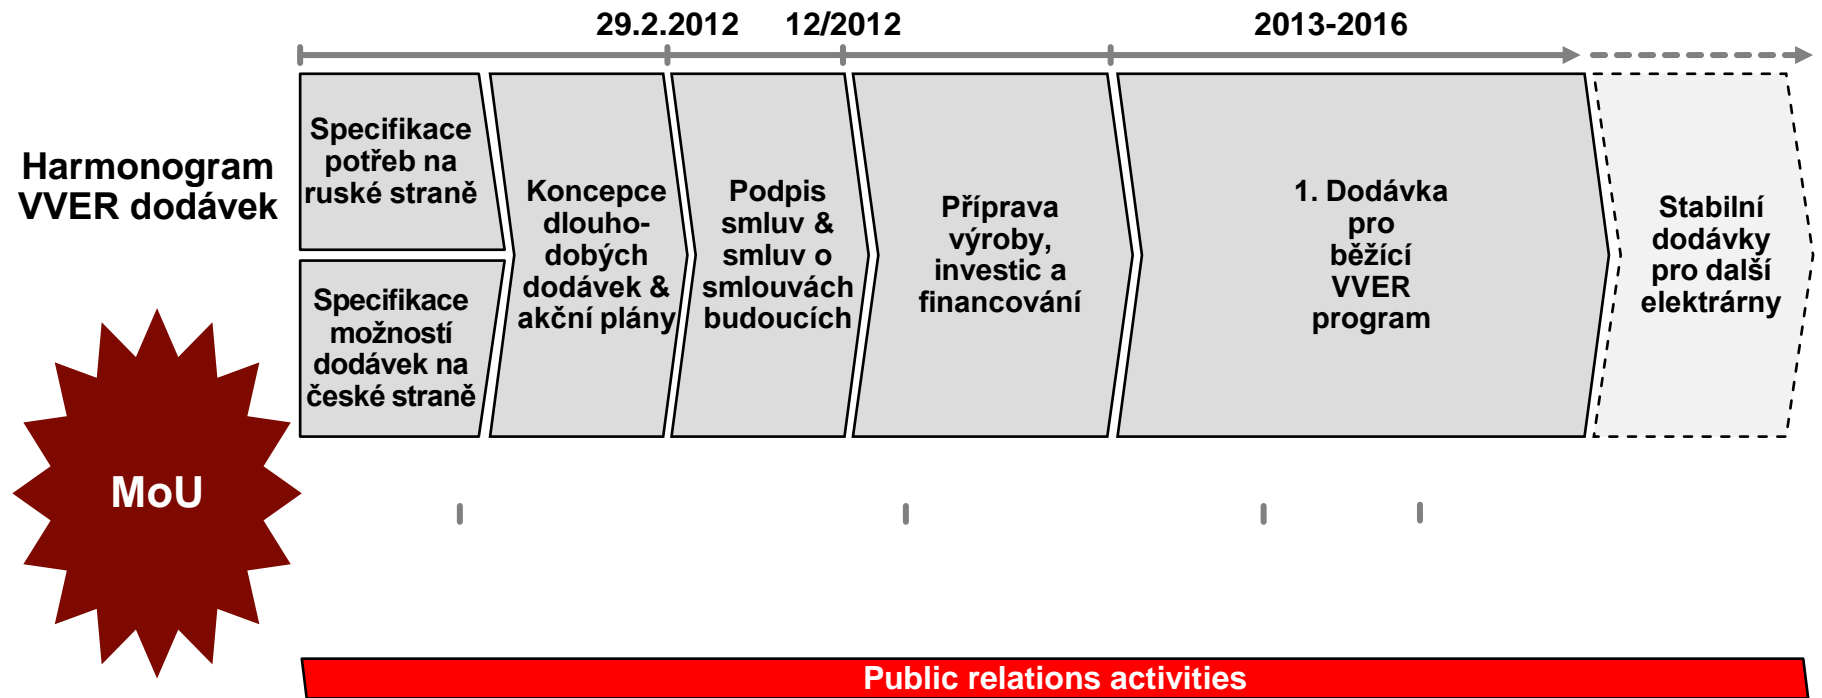 29.2.2012
12/2012
2013-2016
Harmonogram
VVER dodávek
Specifikace
potřeb na
ruské straně
Specifikace
možností
dodávek na
české straně
Koncepce
dlouho-
dobých
dodávek &
akční plány
Podpis
smluv &
smluv o
smlouvách
budoucích
Příprava
výroby,
investic a
financování
1. Dodávka
pro
běžící
VVER
program
Stabilní
dodávky
pro další
elektrárny
MoU
Public relations activities